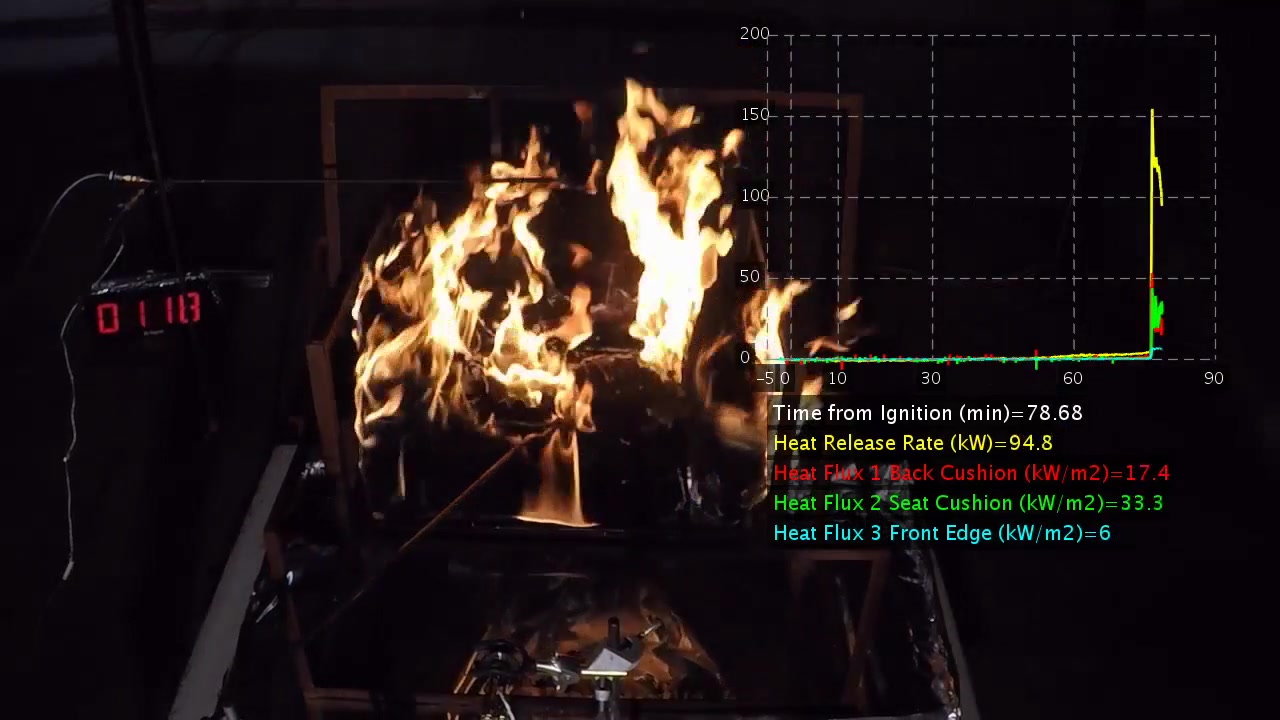 200
150
100
50
0
-5 0 10 30 60 90
Time from Ignition (min)=78.68
Heat Release Rate (kW)=94.8
Heat Flux 1 Back Cushion (kW/m2)=17.4
Heat Flux 2 Seat Cushion (kW/m2)=33.3
Heat Flux 3 Front Edge (kW/m2)=6